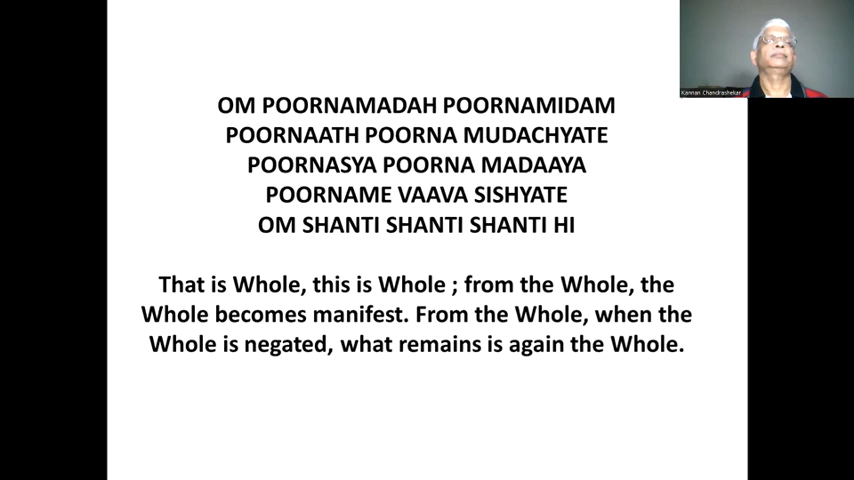 OM POORNAMADAH POORNAMIDAM
POORNAATH POORNA MUDACHYATE
POORNASYA POORNA MADAAYA
POORNAME VAAVA SISHYATE
OM SHANTI SHANTI SHANTI HI
That is Whole, this is Whole ; from the Whole, the
Whole becomes manifest. From the Whole, when the
Whole is negated, what remains is again the Whole.
Kannan Chandrashekar